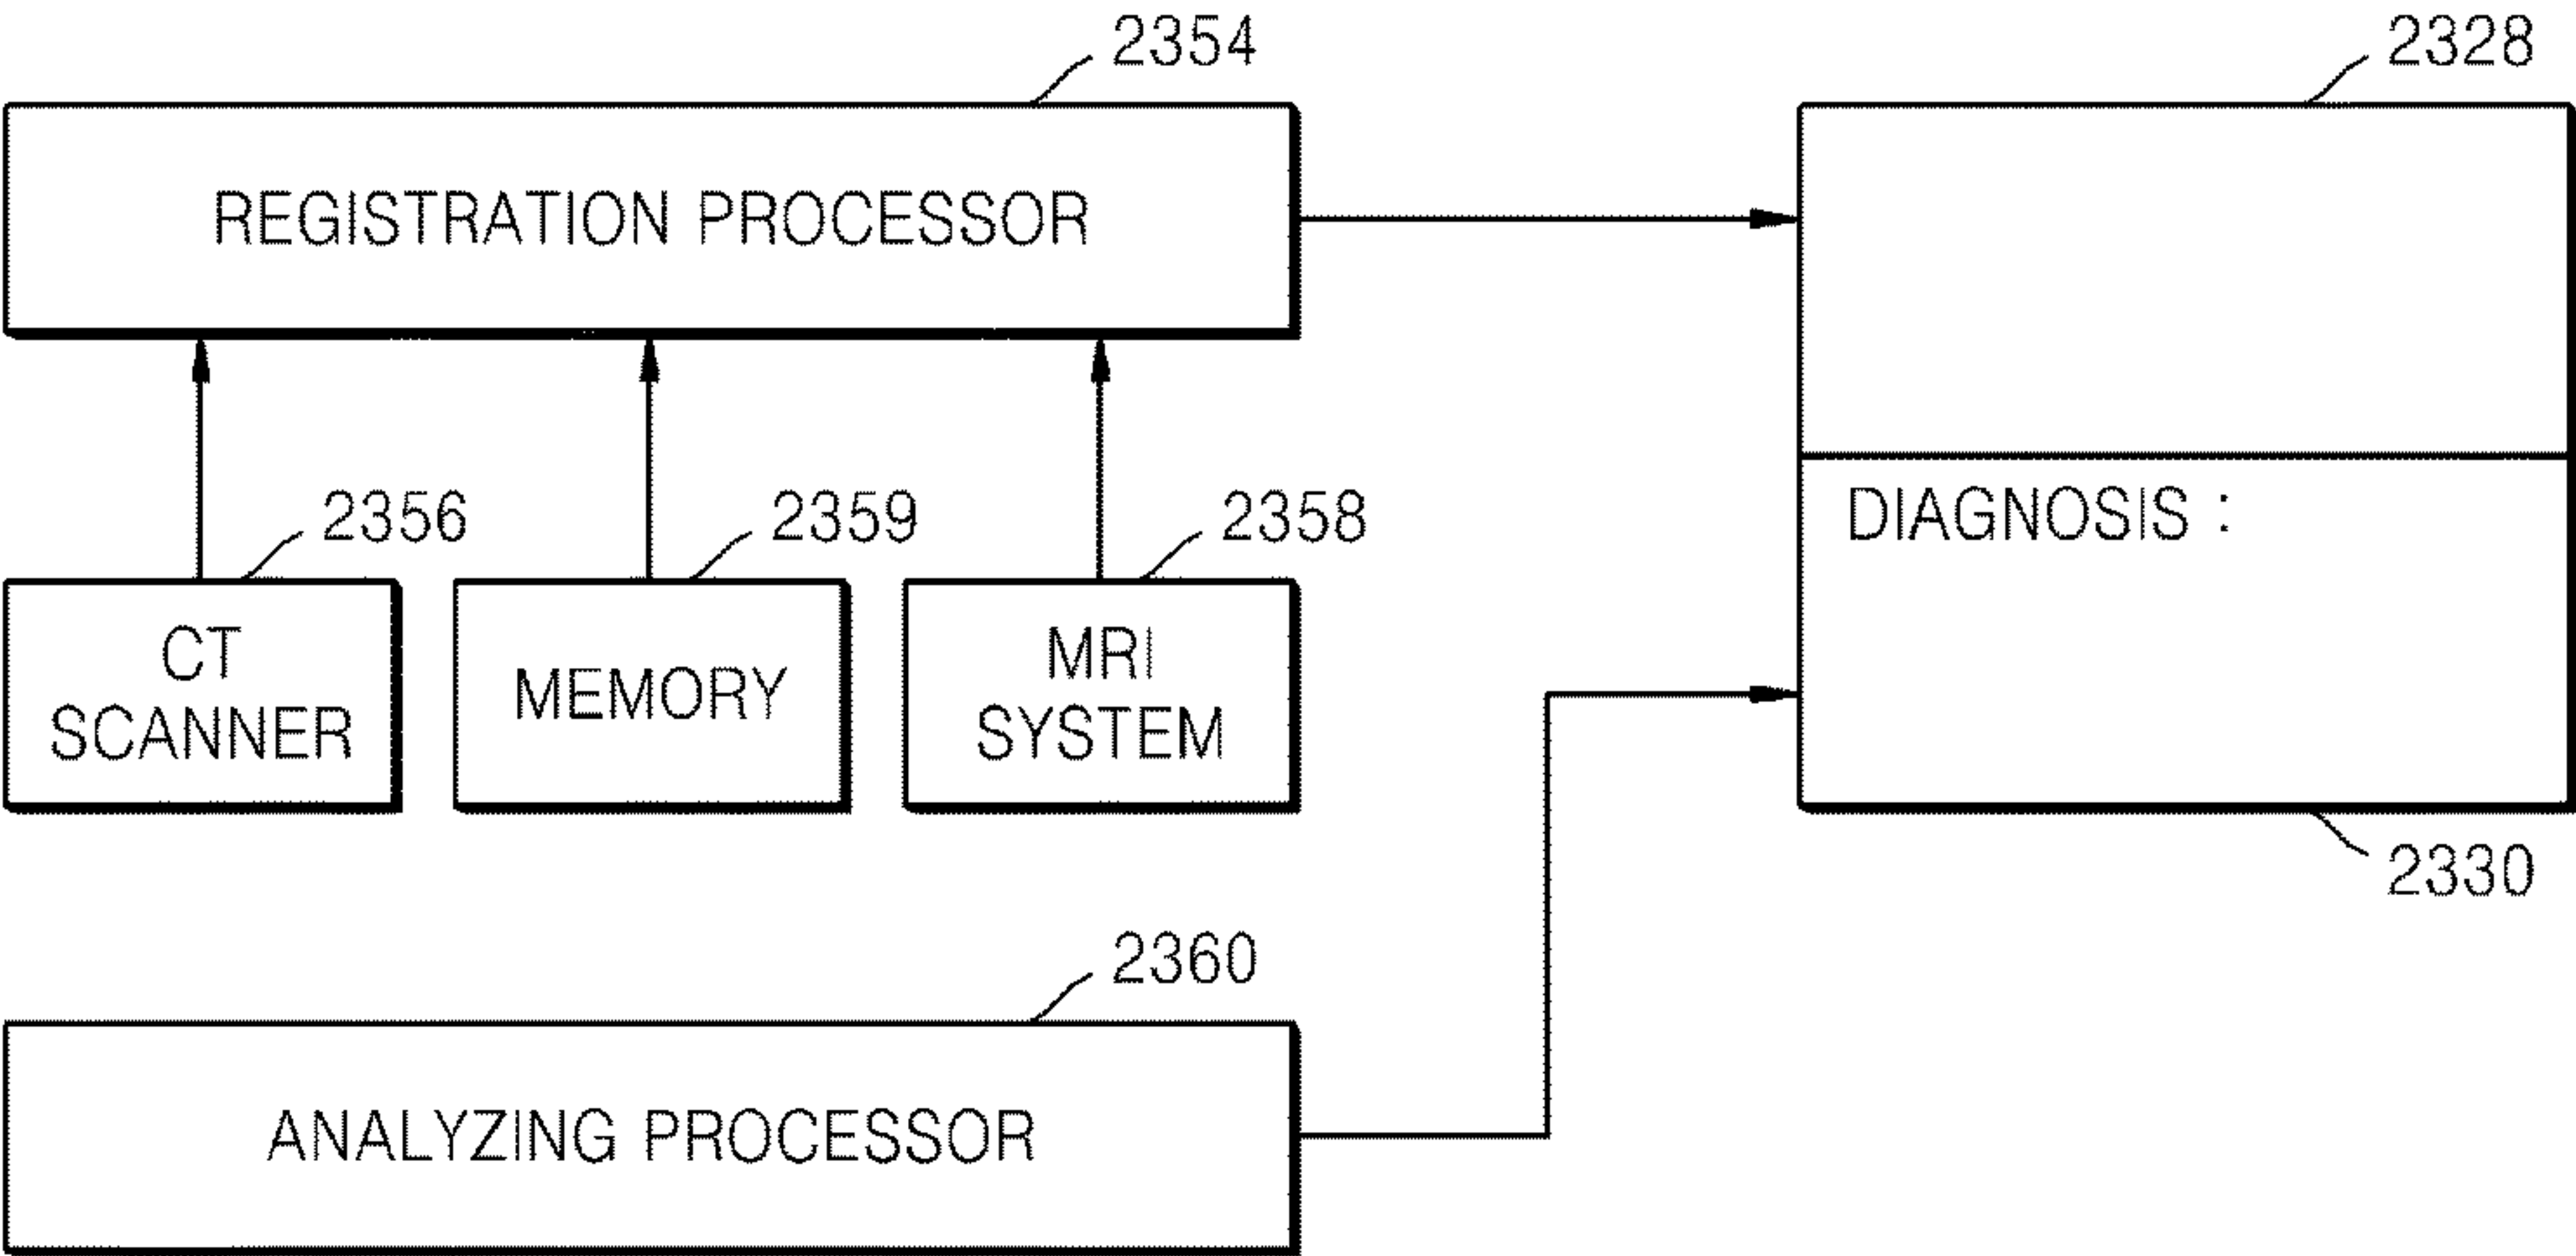 2354
2328
REGISTRATION PROCESSOR
2356
2359
2358
DIAGNOSIS :
CT
SCANNER
MEMORY
MRI
SYSTEM
2330
2360
ANALYZING PROCESSOR